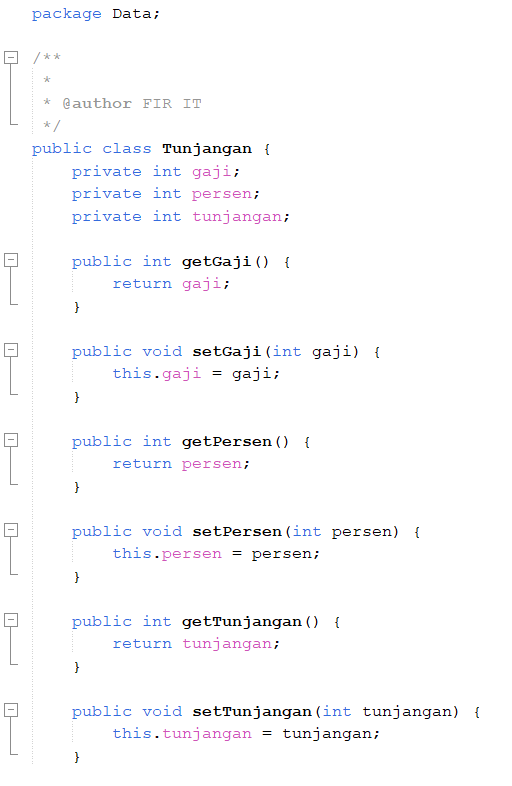 package Data;
/**
 *
 * @author FIR IT
 */
public class Tunjangan {
    private int gaji;
    private int persen;
    private int tunjangan;
    public int getGaji() {
        return gaji;
    }
    public void setGaji(int gaji) {
        this.gaji = gaji;
    }
    public int getPersen() {
        return persen;
    }
    public void setPersen(int persen) {
        this.persen = persen;
    }
    public int getTunjangan() {
        return tunjangan;
    }
    public void setTunjangan(int tunjangan) {
        this.tunjangan = tunjangan;
    }